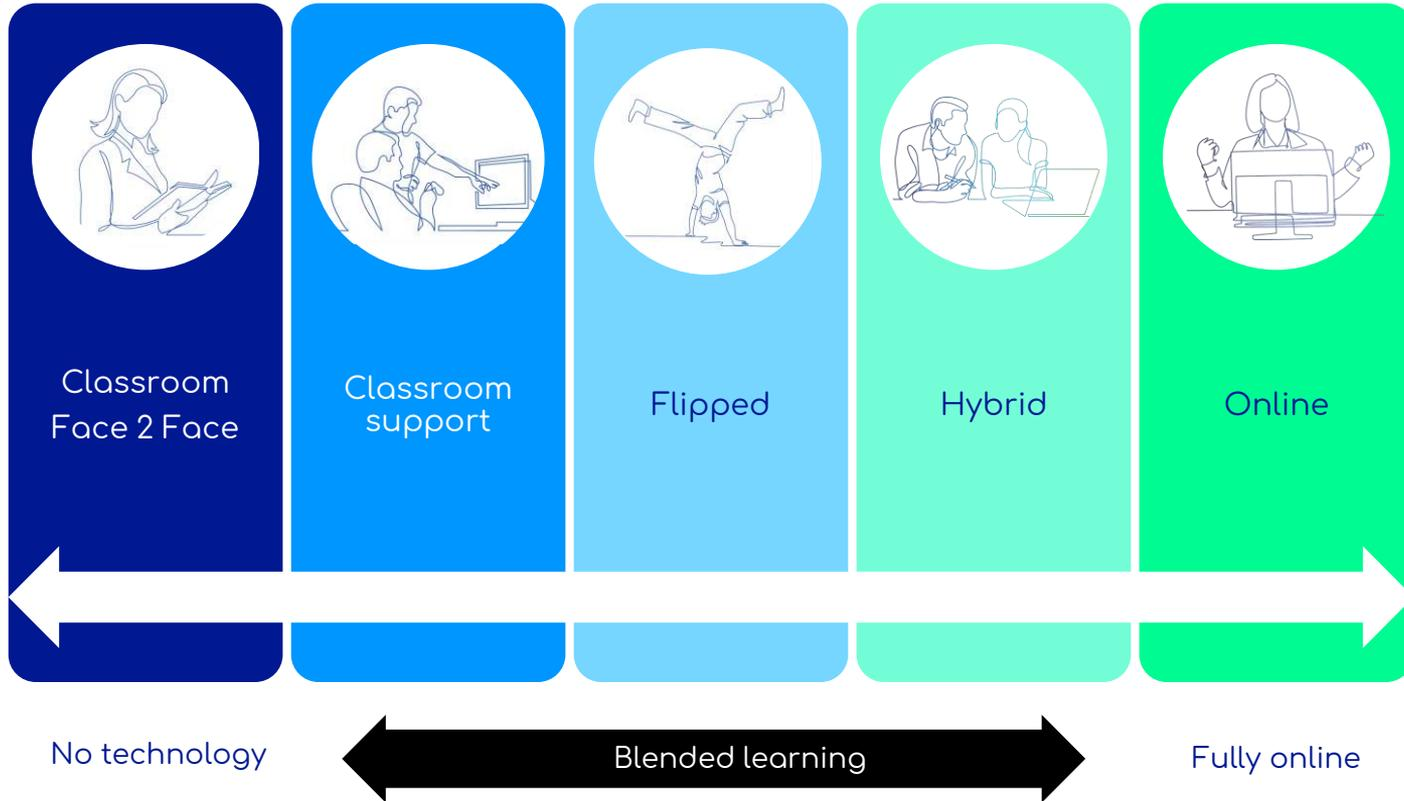 Classroom
Face 2 Face
Classroom
support
Flipped
Hybrid
Online
No technology
Blended learning
Fully online